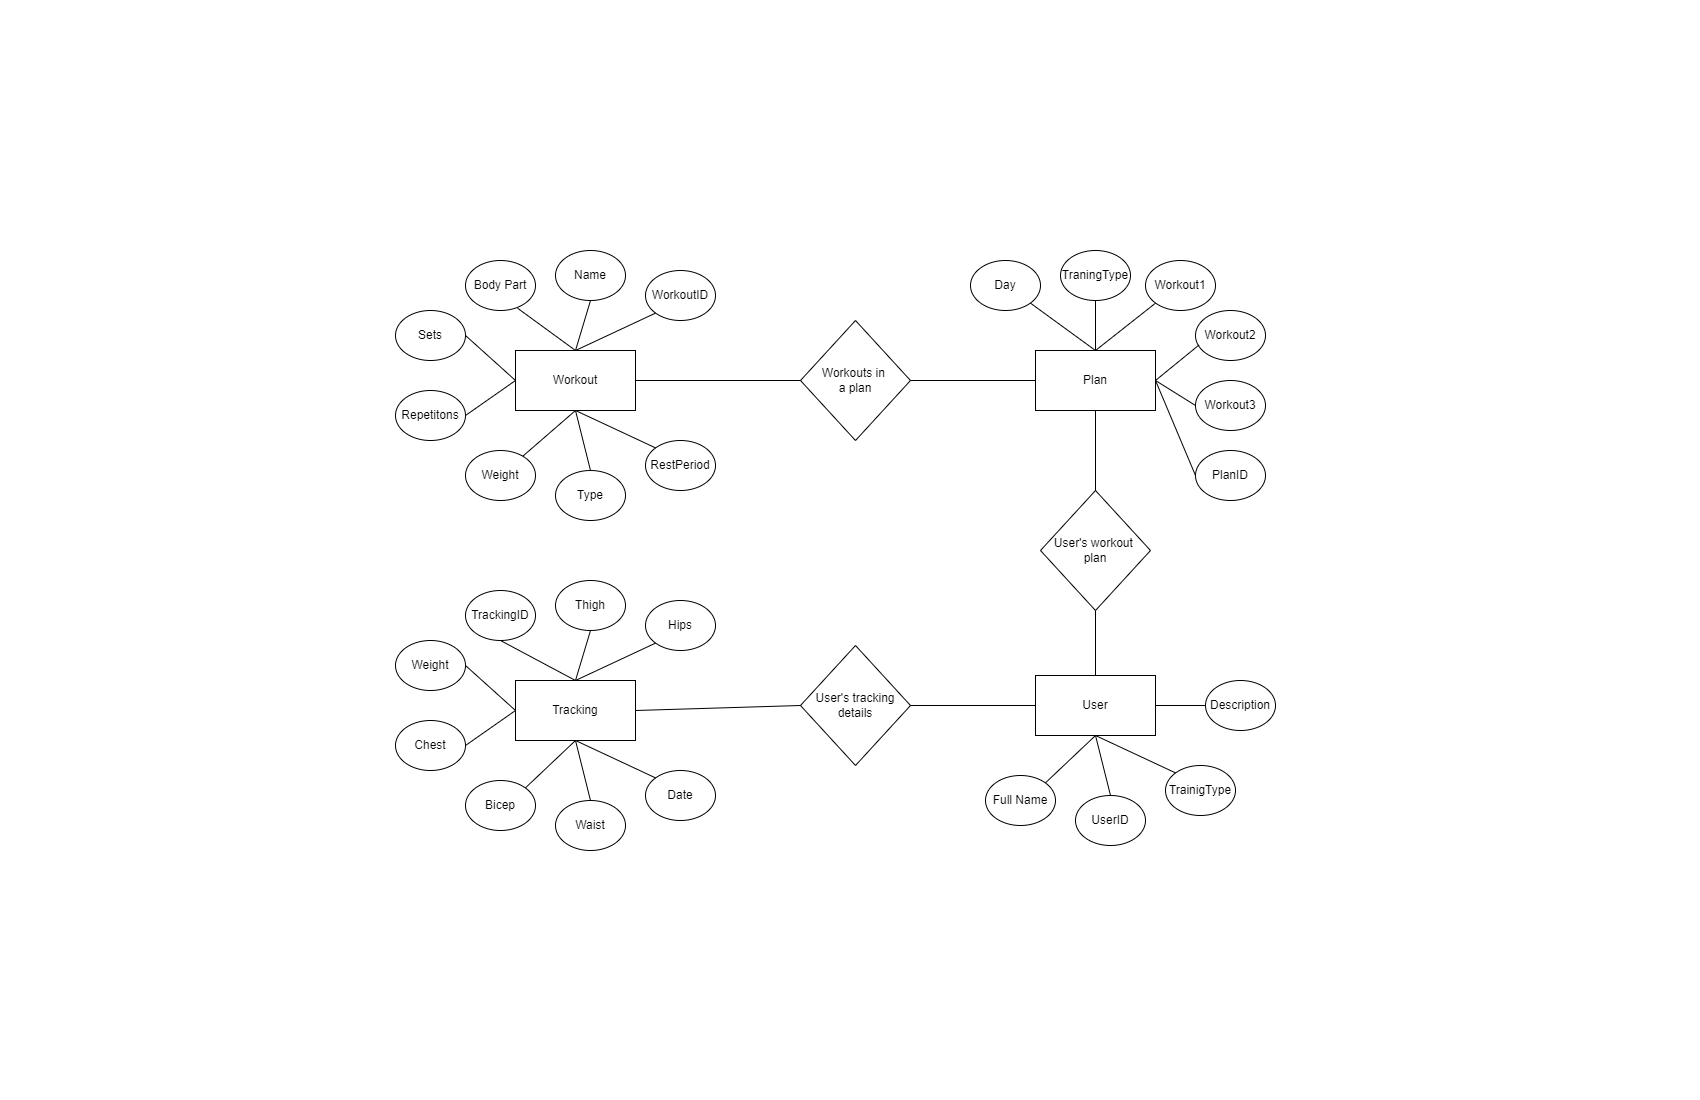 Body Part
Name
WorkoutID
Sets
Repetitons
Workout
Weight
Type
RestPeriod
Workouts in
a plan
Day
TraningType
Workout1
Workout2
Workout3
PlanID
Plan
User's workout
plan
TrackingID
Thigh
Hips
Weight
Chest
Tracking
Bicep
Waist
Date
User's tracking
details
User
Description
Full Name
UserID
TrainigType